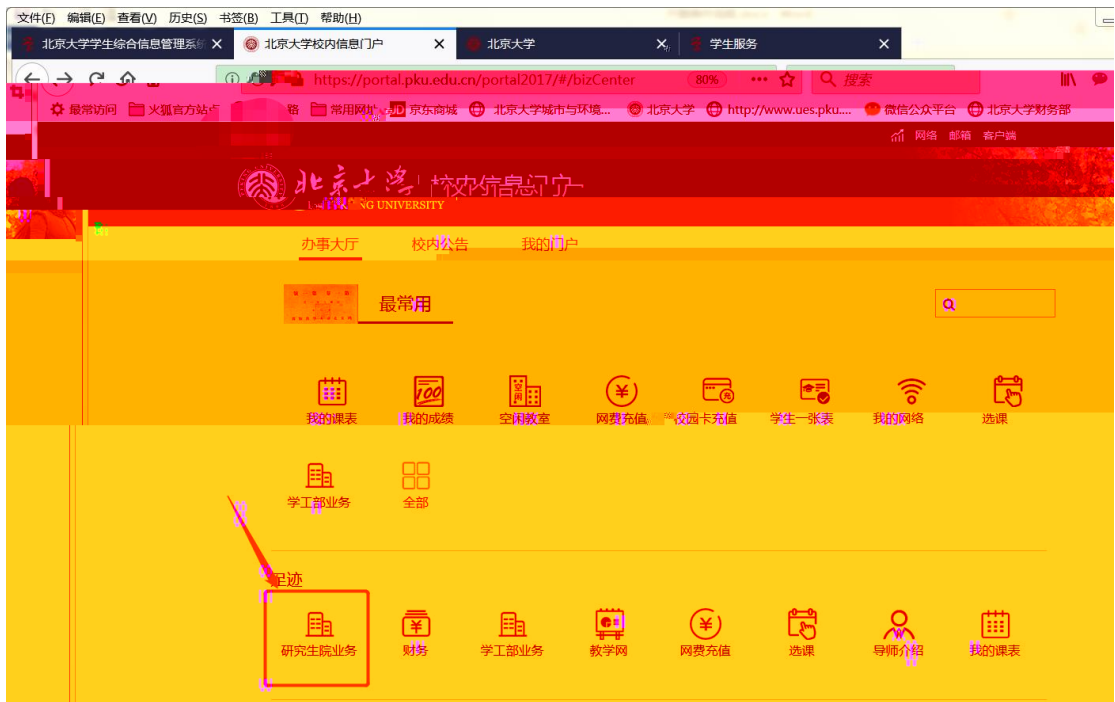 文件(F) 编辑(E) 查看(V) 历史(S) 书签(B) 工具(T) 帮助(H)
北京大学学生综合信息管理系统 北京大学校内信息门户 北京大学 学生服务
https://portal.pku.edu.cn/portal2017/#/bizCenter 80% 搜索
最常访问 火狐官方站点 常用网址 京东商城 北京大学城市与环境... 北京大学 http://www.ues.pku.... 微信公众平台 北京大学财务部
网络 邮箱 客户端
北京大学 校内信息门户
UNIVERSITY
办事大厅 校内公告 我的门户
最常用
我的课表 我的成绩 空闲教室 网费充值 校园卡充值 学生一张表 我的网络 选课
学工部业务 全部
足迹
研究生院业务 财务 学工部业务 教学网 网费充值 选课 导师介绍 我的课表